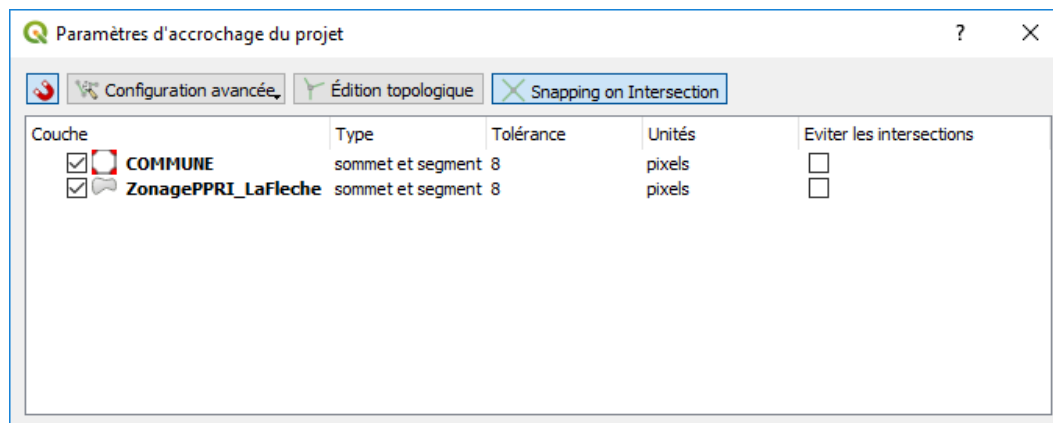 Paramètres d'accrochage du projet ?
Configuration avancée Édition topologique Snapping on Intersection
Couche Type Tolérance Unités Eviter les intersections
COMMUNE sommet et segment 8 pixels
ZonagePPRI_LaFleche sommet et segment 8 pixels